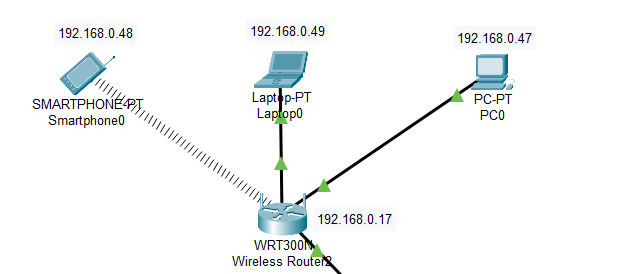 192.168.0.48
SMARTPHONE-PT
Smartphone0
192.168.0.49
Laptop-PT
Laptop0
192.168.0.47
PC-PT
PC0
192.168.0.17
WRT300N
Wireless Router2